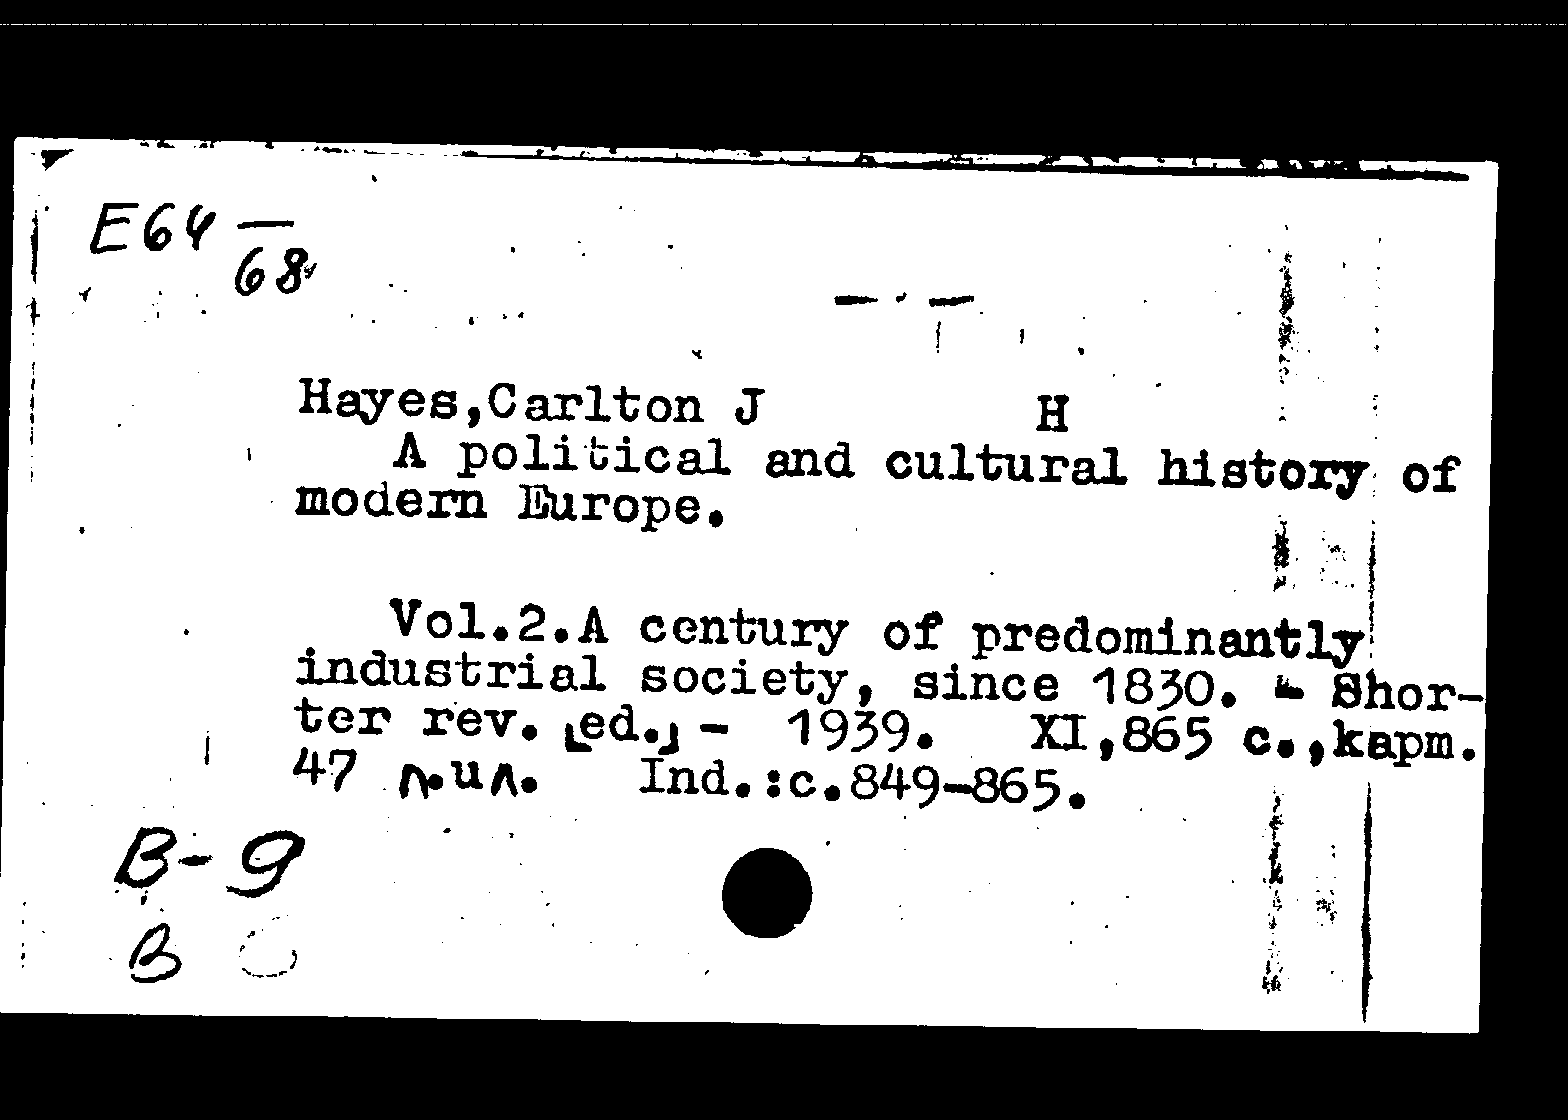 E64 —
68
Hayes,Carlton J H
A political and cultural history of
modern Europe.
Vol.2.A century of predominantly
industrial society, since 1830. - Shor-
ter rev. [ed.] - 1939. XI,865 с.,карт.
47 л.ил. Ind.:с.849-865.
B-9
B